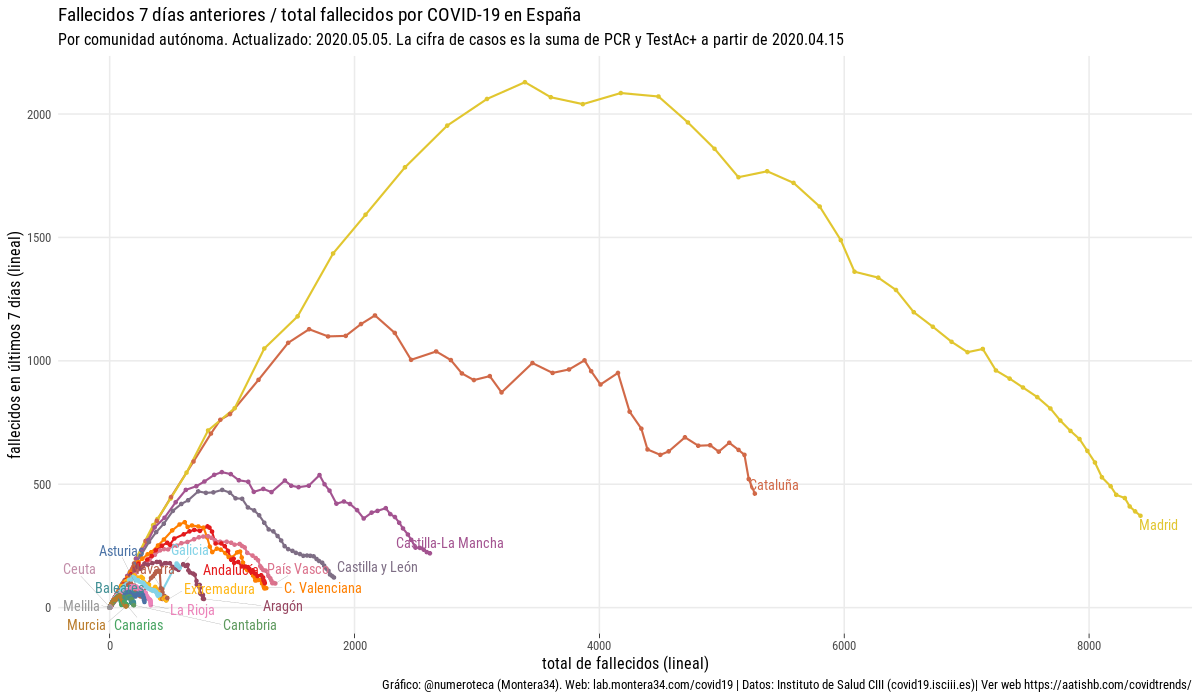 Fallecidos 7 días anteriores / total fallecidos por COVID-19 en España
Por comunidad autónoma. Actualizado: 2020.05.05. La cifra de casos es la suma de PCR y TestAc+ a partir de 2020.04.15
fallecidos en últimos 7 días (lineal)
2000
1500
1000
500
0
Madrid
Cataluña
Castilla-La Mancha
Castilla y León
Asturias
Galicia
Ceuta
Navarra
Andalucía
País Vasco
Baleares
Extremadura
C. Valenciana
Melilla
La Rioja
Aragón
Murcia
Canarias
Cantabria
0
2000
4000
6000
8000
total de fallecidos (lineal)
Gráfico: @numeroteca (Montera34). Web: lab.montera34.com/covid19 | Datos: Instituto de Salud CIII (covid19.isciii.es)| Ver web https://aatishb.com/covidtrends/